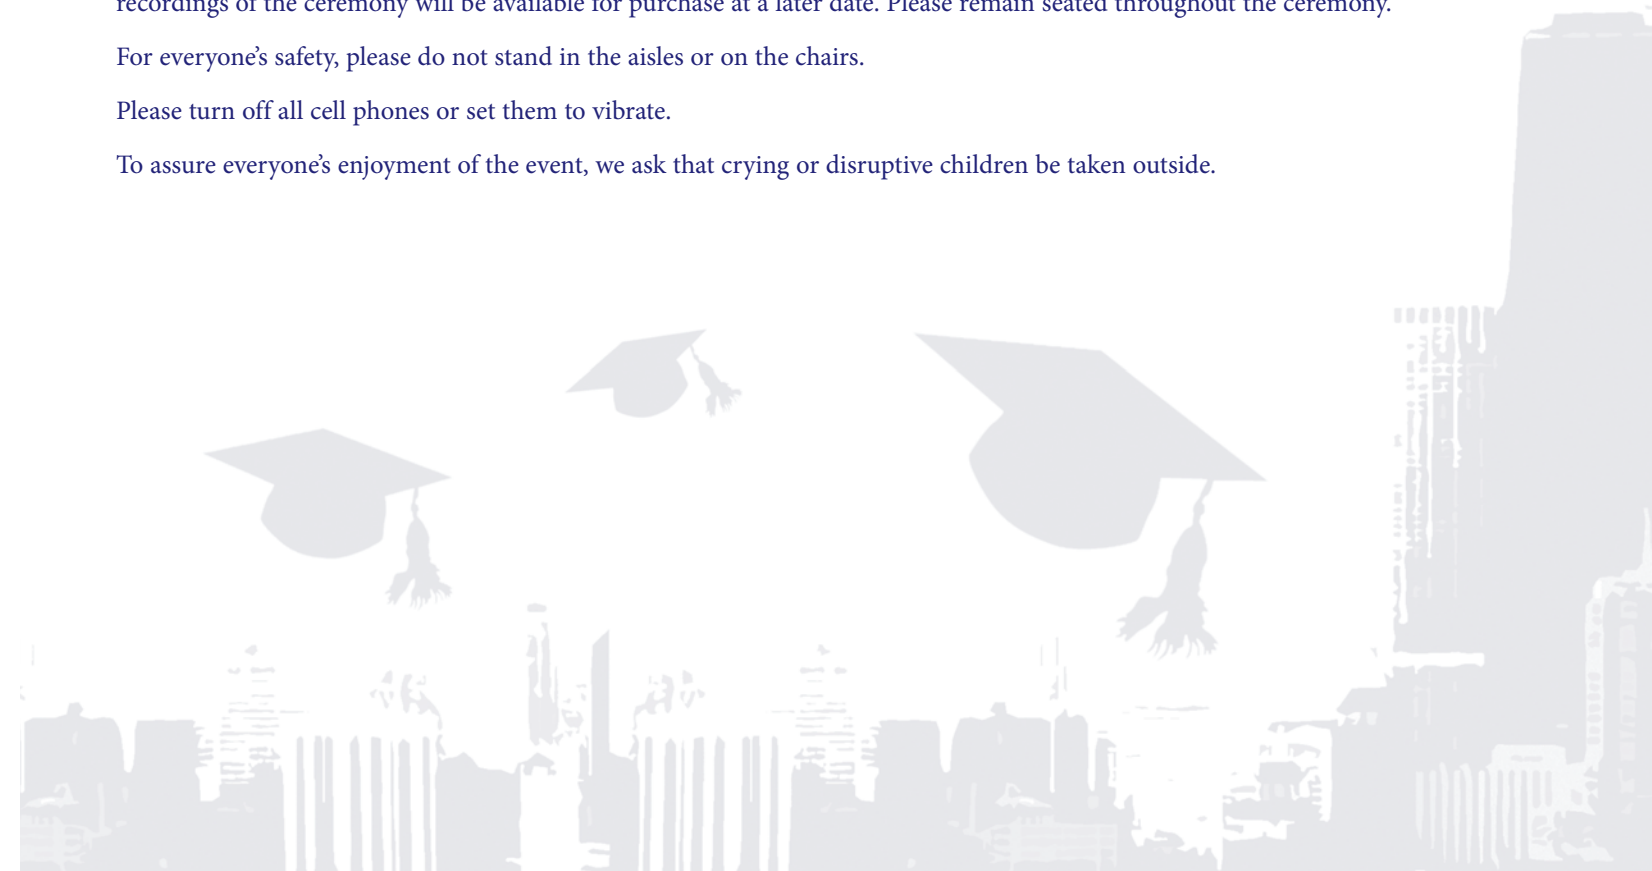 recordings of the ceremony will be available for purchase at a later date. Please remain seated throughout the ceremony.
For everyone’s safety, please do not stand in the aisles or on the chairs.
Please turn off all cell phones or set them to vibrate.
To assure everyone’s enjoyment of the event, we ask that crying or disruptive children be taken outside.